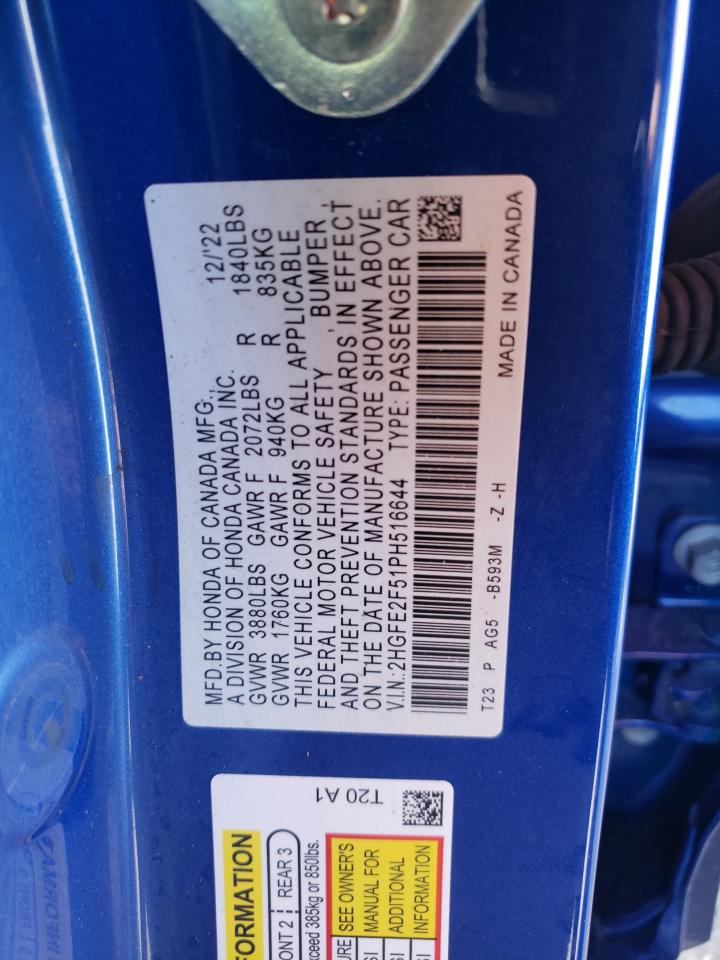 MFD.BY HONDA OF CANADA MFG., 12/'22
A DIVISION OF HONDA CANADA INC.
GVWR 3880LBS GAWR F 2072LBS R 1840LBS
GVWR 1760KG GAWR F 940KG R 835KG
THIS VEHICLE CONFORMS TO ALL APPLICABLE
FEDERAL MOTOR VEHICLE SAFETY, BUMPER,
AND THEFT PREVENTION STANDARDS IN EFFECT
ON THE DATE OF MANUFACTURE SHOWN ABOVE.
V.I.N.:2HGFE2F51PH516644 TYPE: PASSENGER CAR
T23 P AG5 -B593M -Z -H
MADE IN CANADA
T20 A1
FRONT 2 REAR 3
exceed 385kg or 850lbs.
SEE OWNER'S
MANUAL FOR
ADDITIONAL
INFORMATION